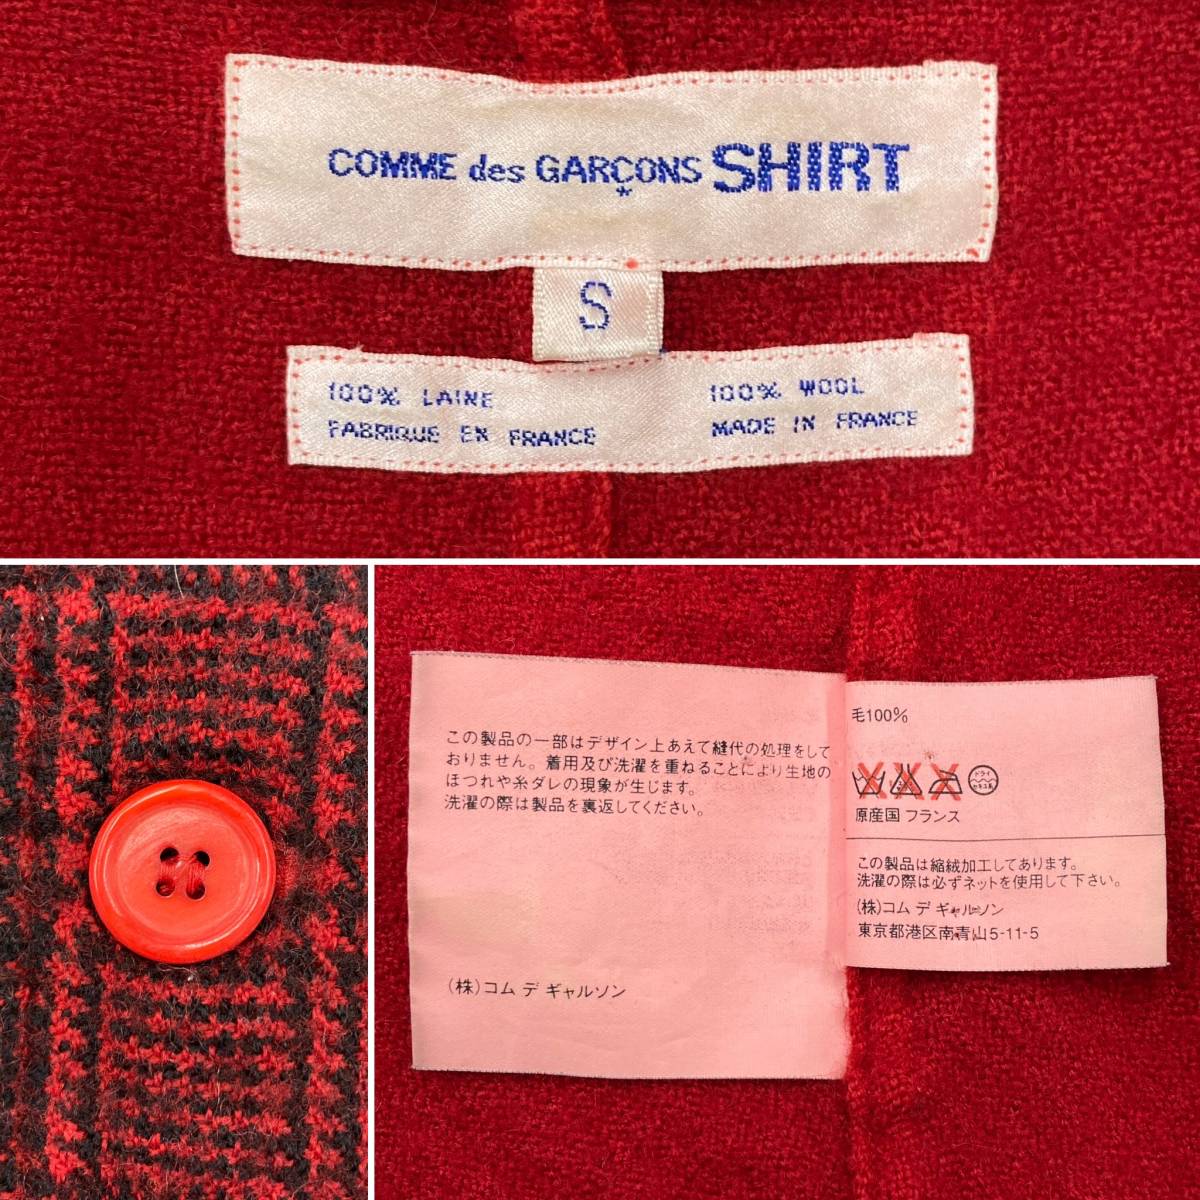 COMME des GARÇONS SHIRT
*
S
100% LAINE
FABRIQUE EN FRANCE
100% WOOL
MADE IN FRANCE
この製品の一部はデザイン上あえて縫代の処理をして
おりません。着用及び洗濯を重ねることにより生地の
ほつれや糸ダレの現象が生じます。
洗濯の際は製品を裏返してください。
(株)コム デ ギャルソン
毛100%
ドライ
セキユ系
原産国 フランス
この製品は縮絨加工してあります。
洗濯の際は必ずネットを使用して下さい。
(株)コム デ ギャルソン
東京都港区南青山5-11-5